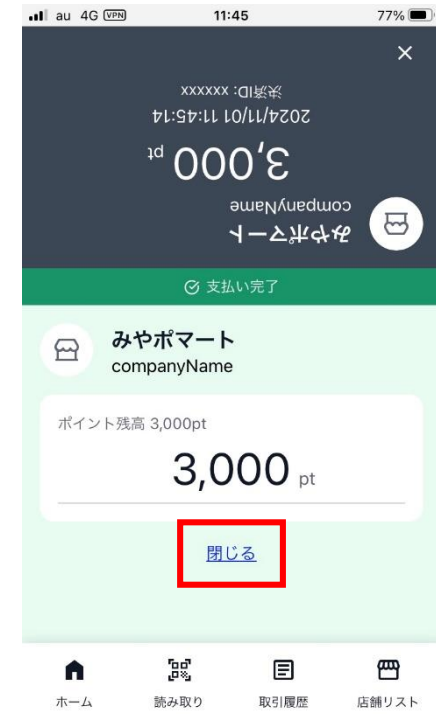 au 4G VPN 11:45 77%
×
決済ID: xxxxxx
2024/11/01 11:45:14
3,000 pt
companyName
みやポマート
支払い完了
みやポマート
companyName
ポイント残高 3,000pt
3,000 pt
閉じる
ホーム 読み取り 取引履歴 店舗リスト